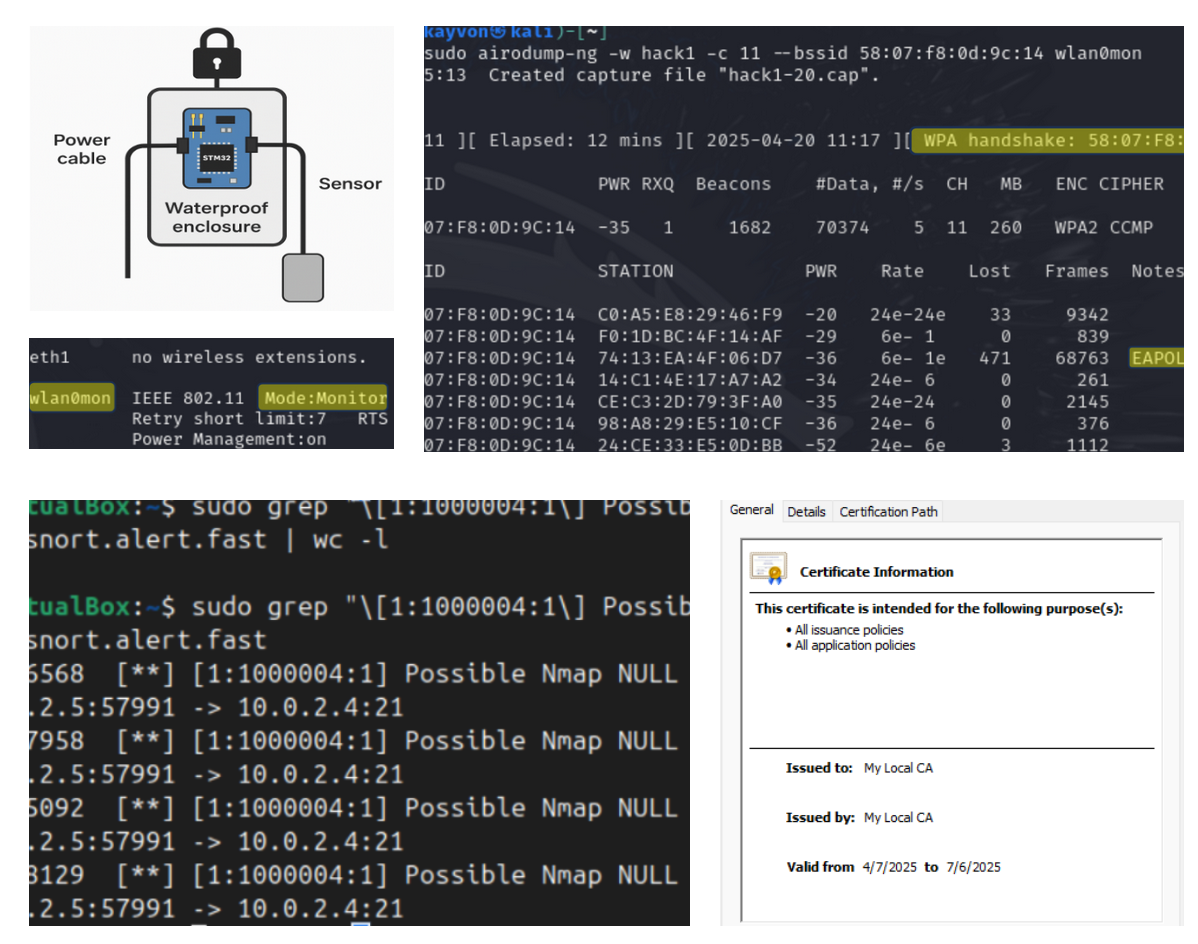 Power
cable
STM32
Sensor
Waterproof
enclosure
eth1 no wireless extensions.
wlan0mon IEEE 802.11 Mode:Monitor
Retry short limit:7 RTS
Power Management:on
kayvon㉿kali)-[~]
sudo airodump-ng -w hack1 -c 11 --bssid 58:07:f8:0d:9c:14 wlan0mon
5:13 Created capture file "hack1-20.cap".
11 ][ Elapsed: 12 mins ][ 2025-04-20 11:17 ][ WPA handshake: 58:07:F8:
ID PWR RXQ Beacons #Data, #/s CH MB ENC CIPHER
07:F8:0D:9C:14 -35 1 1682 70374 5 11 260 WPA2 CCMP
ID STATION PWR Rate Lost Frames Notes
07:F8:0D:9C:14 C0:A5:E8:29:46:F9 -20 24e-24e 33 9342
07:F8:0D:9C:14 F0:1D:BC:4F:14:AF -29 6e- 1 0 839
07:F8:0D:9C:14 74:13:EA:4F:06:D7 -36 6e- 1e 471 68763 EAPOL
07:F8:0D:9C:14 14:C1:4E:17:A7:A2 -34 24e- 6 0 261
07:F8:0D:9C:14 CE:C3:2D:79:3F:A0 -35 24e-24 0 2145
07:F8:0D:9C:14 98:A8:29:E5:10:CF -36 24e- 6 0 376
07:F8:0D:9C:14 24:CE:33:E5:0D:BB -52 24e- 6e 3 1112
tualBox:~$ sudo grep "\[1:1000004:1\] Possib
snort.alert.fast | wc -l
tualBox:~$ sudo grep "\[1:1000004:1\] Possib
snort.alert.fast
6568 [**] [1:1000004:1] Possible Nmap NULL
.2.5:57991 -> 10.0.2.4:21
7958 [**] [1:1000004:1] Possible Nmap NULL
.2.5:57991 -> 10.0.2.4:21
5092 [**] [1:1000004:1] Possible Nmap NULL
.2.5:57991 -> 10.0.2.4:21
8129 [**] [1:1000004:1] Possible Nmap NULL
.2.5:57991 -> 10.0.2.4:21
General Details Certification Path
Certificate Information
This certificate is intended for the following purpose(s):
• All issuance policies
• All application policies
Issued to: My Local CA
Issued by: My Local CA
Valid from 4/7/2025 to 7/6/2025